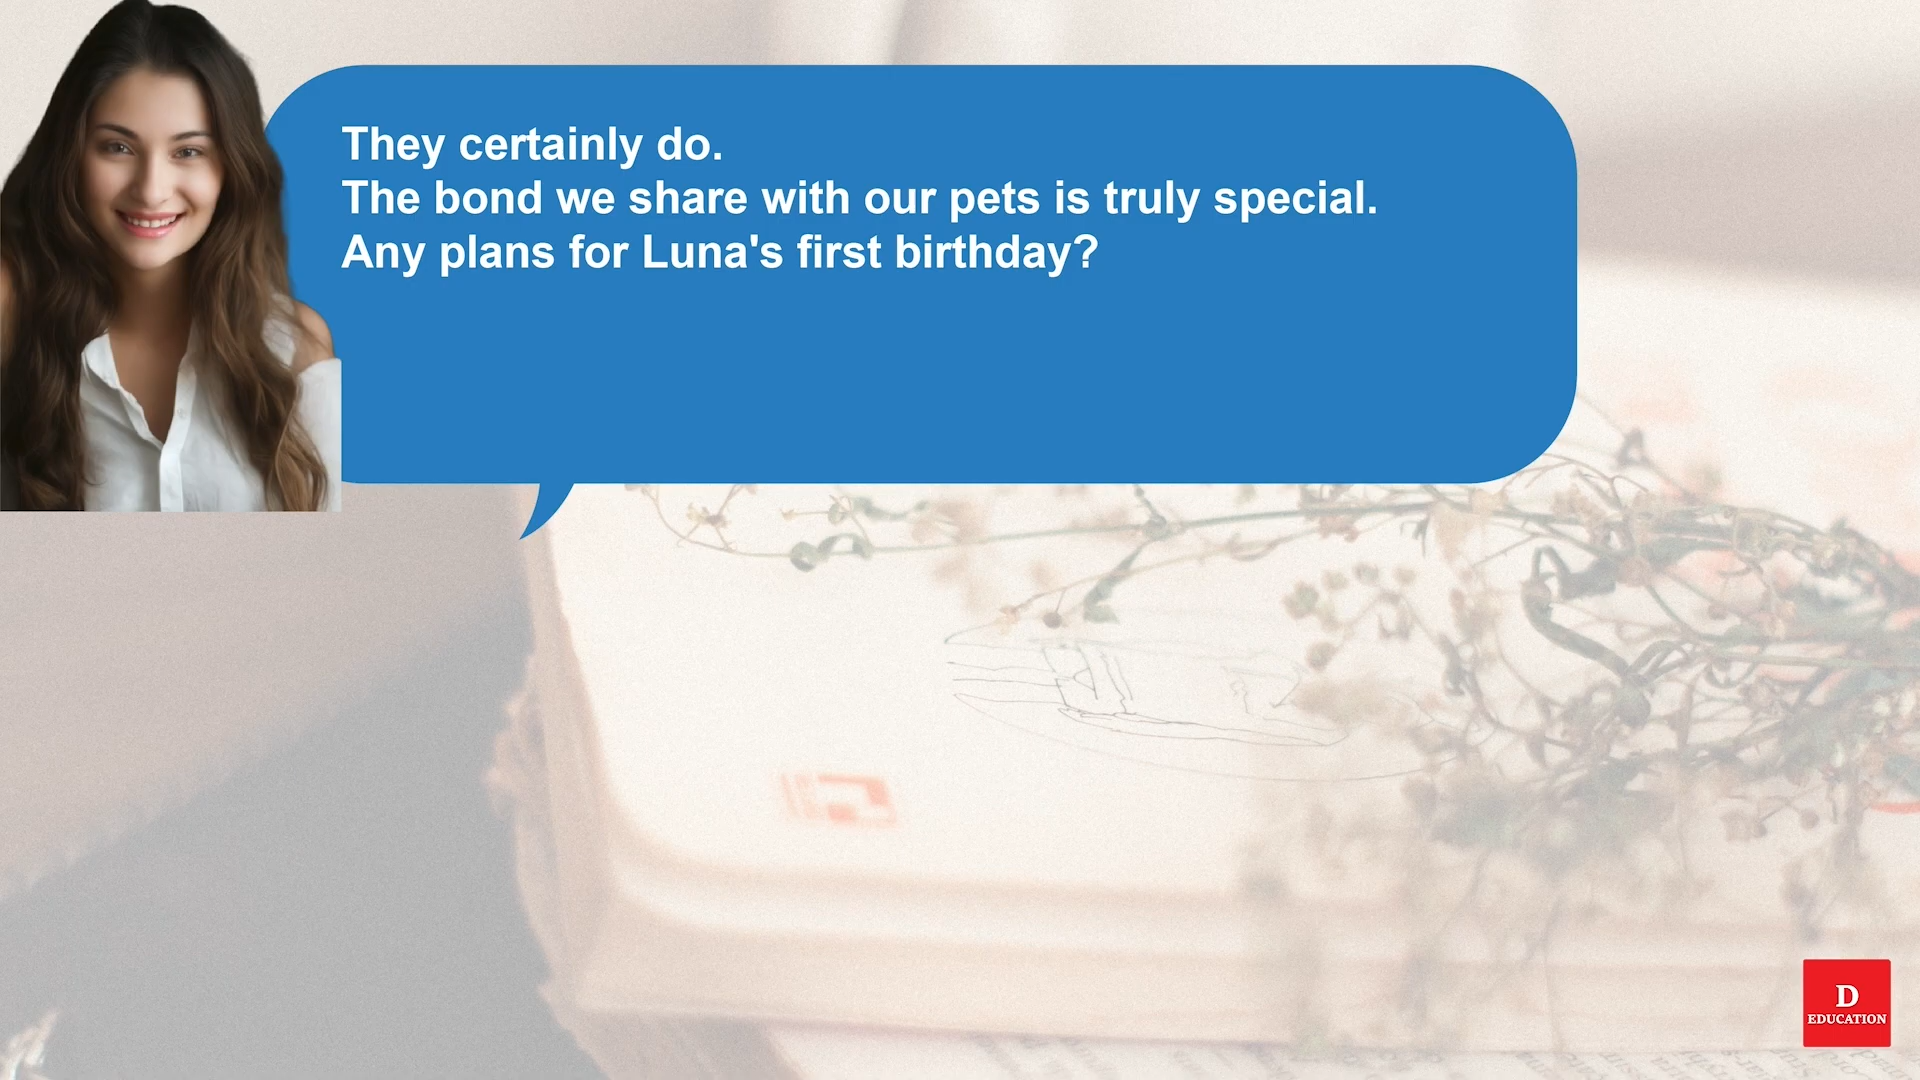 They certainly do.
The bond we share with our pets is truly special.
Any plans for Luna's first birthday?
D
EDUCATION